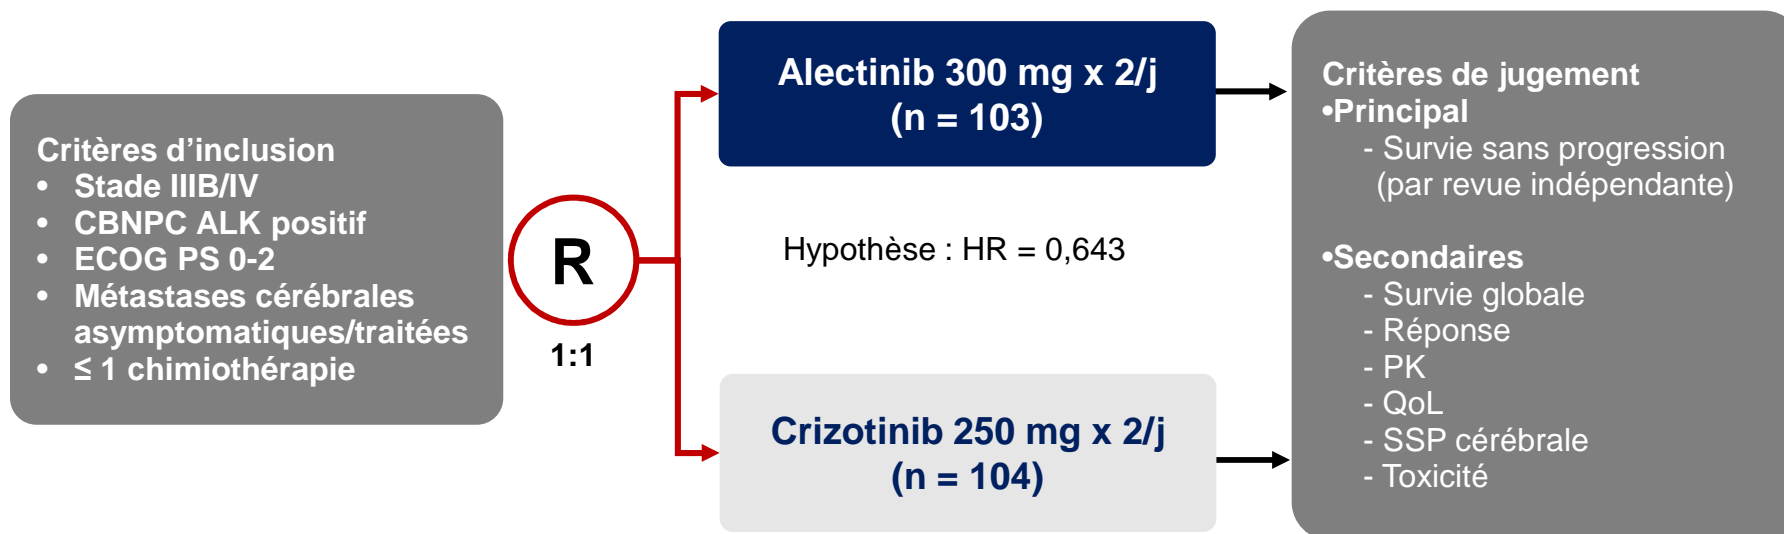 Critères d’inclusion
• Stade IIIB/IV
• CBNPC ALK positif
• ECOG PS 0-2
• Métastases cérébrales
asymptomatiques/traitées
• ≤ 1 chimiothérapie
R
1:1
Alectinib 300 mg x 2/j
(n = 103)
Hypothèse : HR = 0,643
Crizotinib 250 mg x 2/j
(n = 104)
Critères de jugement
•Principal
- Survie sans progression
(par revue indépendante)
•Secondaires
- Survie globale
- Réponse
- PK
- QoL
- SSP cérébrale
- Toxicité